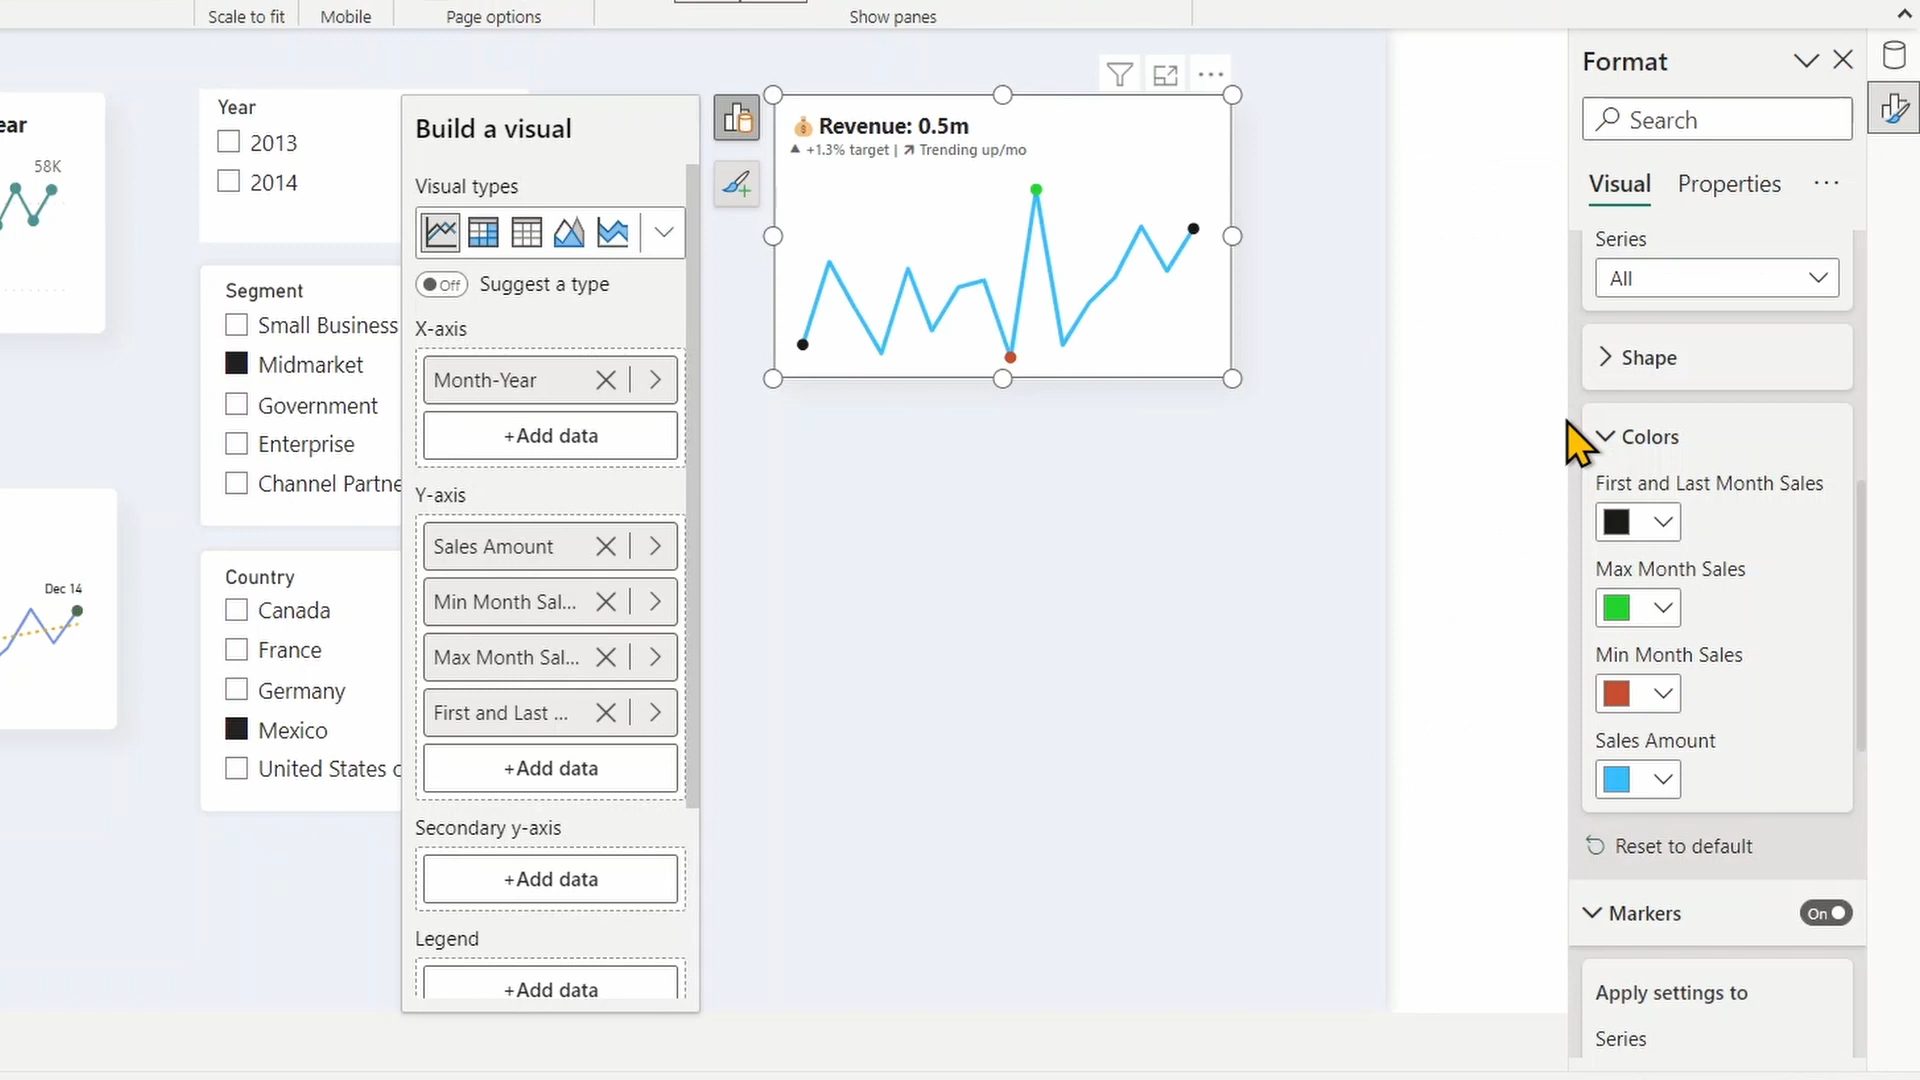 Scale to fit
Mobile
Page options
Show panes
ear
58K
Dec 14
Year
2013
2014
Segment
Small Business
Midmarket
Government
Enterprise
Channel Partne
Country
Canada
France
Germany
Mexico
United States o
Build a visual
Visual types
Off Suggest a type
X-axis
Month-Year
+Add data
Y-axis
Sales Amount
Min Month Sal...
Max Month Sal...
First and Last ...
+Add data
Secondary y-axis
+Add data
Legend
+Add data
Revenue: 0.5m
▲ +1.3% target | ↗ Trending up/mo
Format
Search
Visual Properties ...
Series
All
Shape
Colors
First and Last Month Sales
Max Month Sales
Min Month Sales
Sales Amount
Reset to default
Markers On
Apply settings to
Series